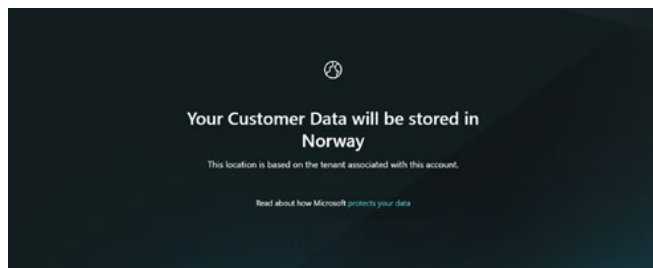 Your Customer Data will be stored in
Norway
This location is based on the tenant associated with this account.
Read about how Microsoft protects your data